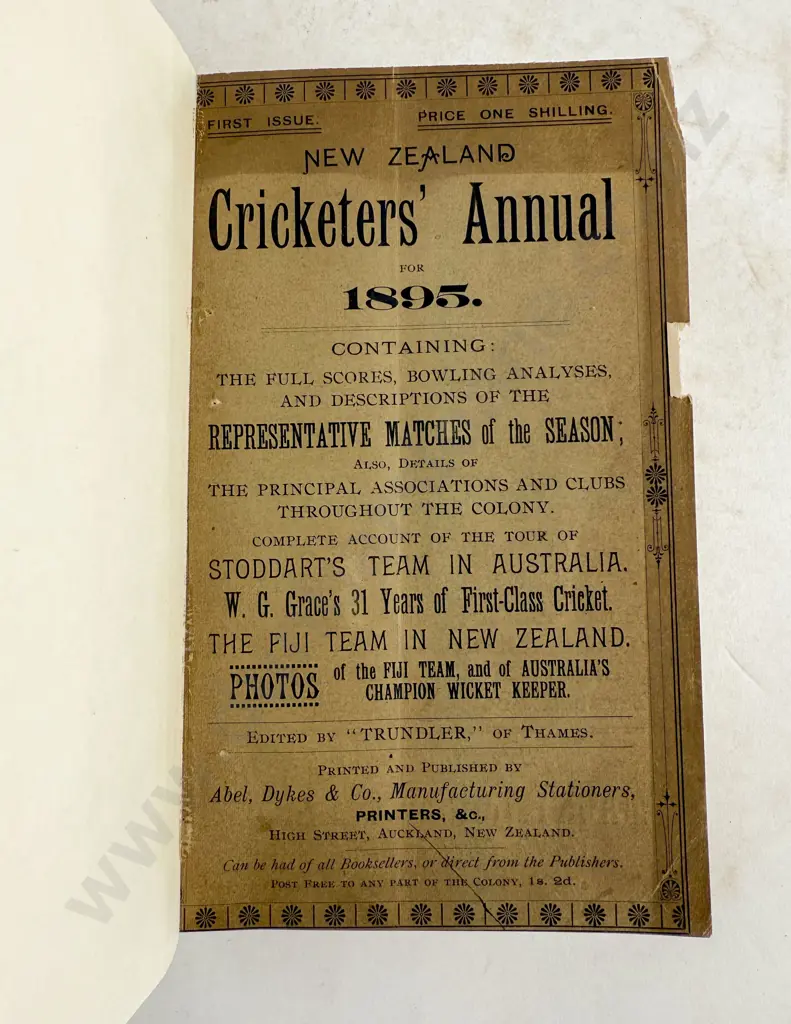 FIRST ISSUE. PRICE ONE SHILLING.
NEW ZEALAND
Cricketers' Annual
FOR
1895.
CONTAINING:
THE FULL SCORES, BOWLING ANALYSES,
AND DESCRIPTIONS OF THE
REPRESENTATIVE MATCHES of the SEASON;
ALSO, DETAILS OF
THE PRINCIPAL ASSOCIATIONS AND CLUBS
THROUGHOUT THE COLONY.
COMPLETE ACCOUNT OF THE TOUR OF
STODDART'S TEAM IN AUSTRALIA.
W. G. Grace's 31 Years of First-Class Cricket.
THE FIJI TEAM IN NEW ZEALAND.
PHOTOS of the FIJI TEAM, and of AUSTRALIA'S
CHAMPION WICKET KEEPER.
EDITED BY "TRUNDLER," OF THAMES.
PRINTED AND PUBLISHED BY
Abel, Dykes & Co., Manufacturing Stationers,
PRINTERS, &c.,
HIGH STREET, AUCKLAND, NEW ZEALAND.
Can be had of all Booksellers, or direct from the Publishers.
POST FREE TO ANY PART OF THE COLONY, 1s. 2d.
www.
nz